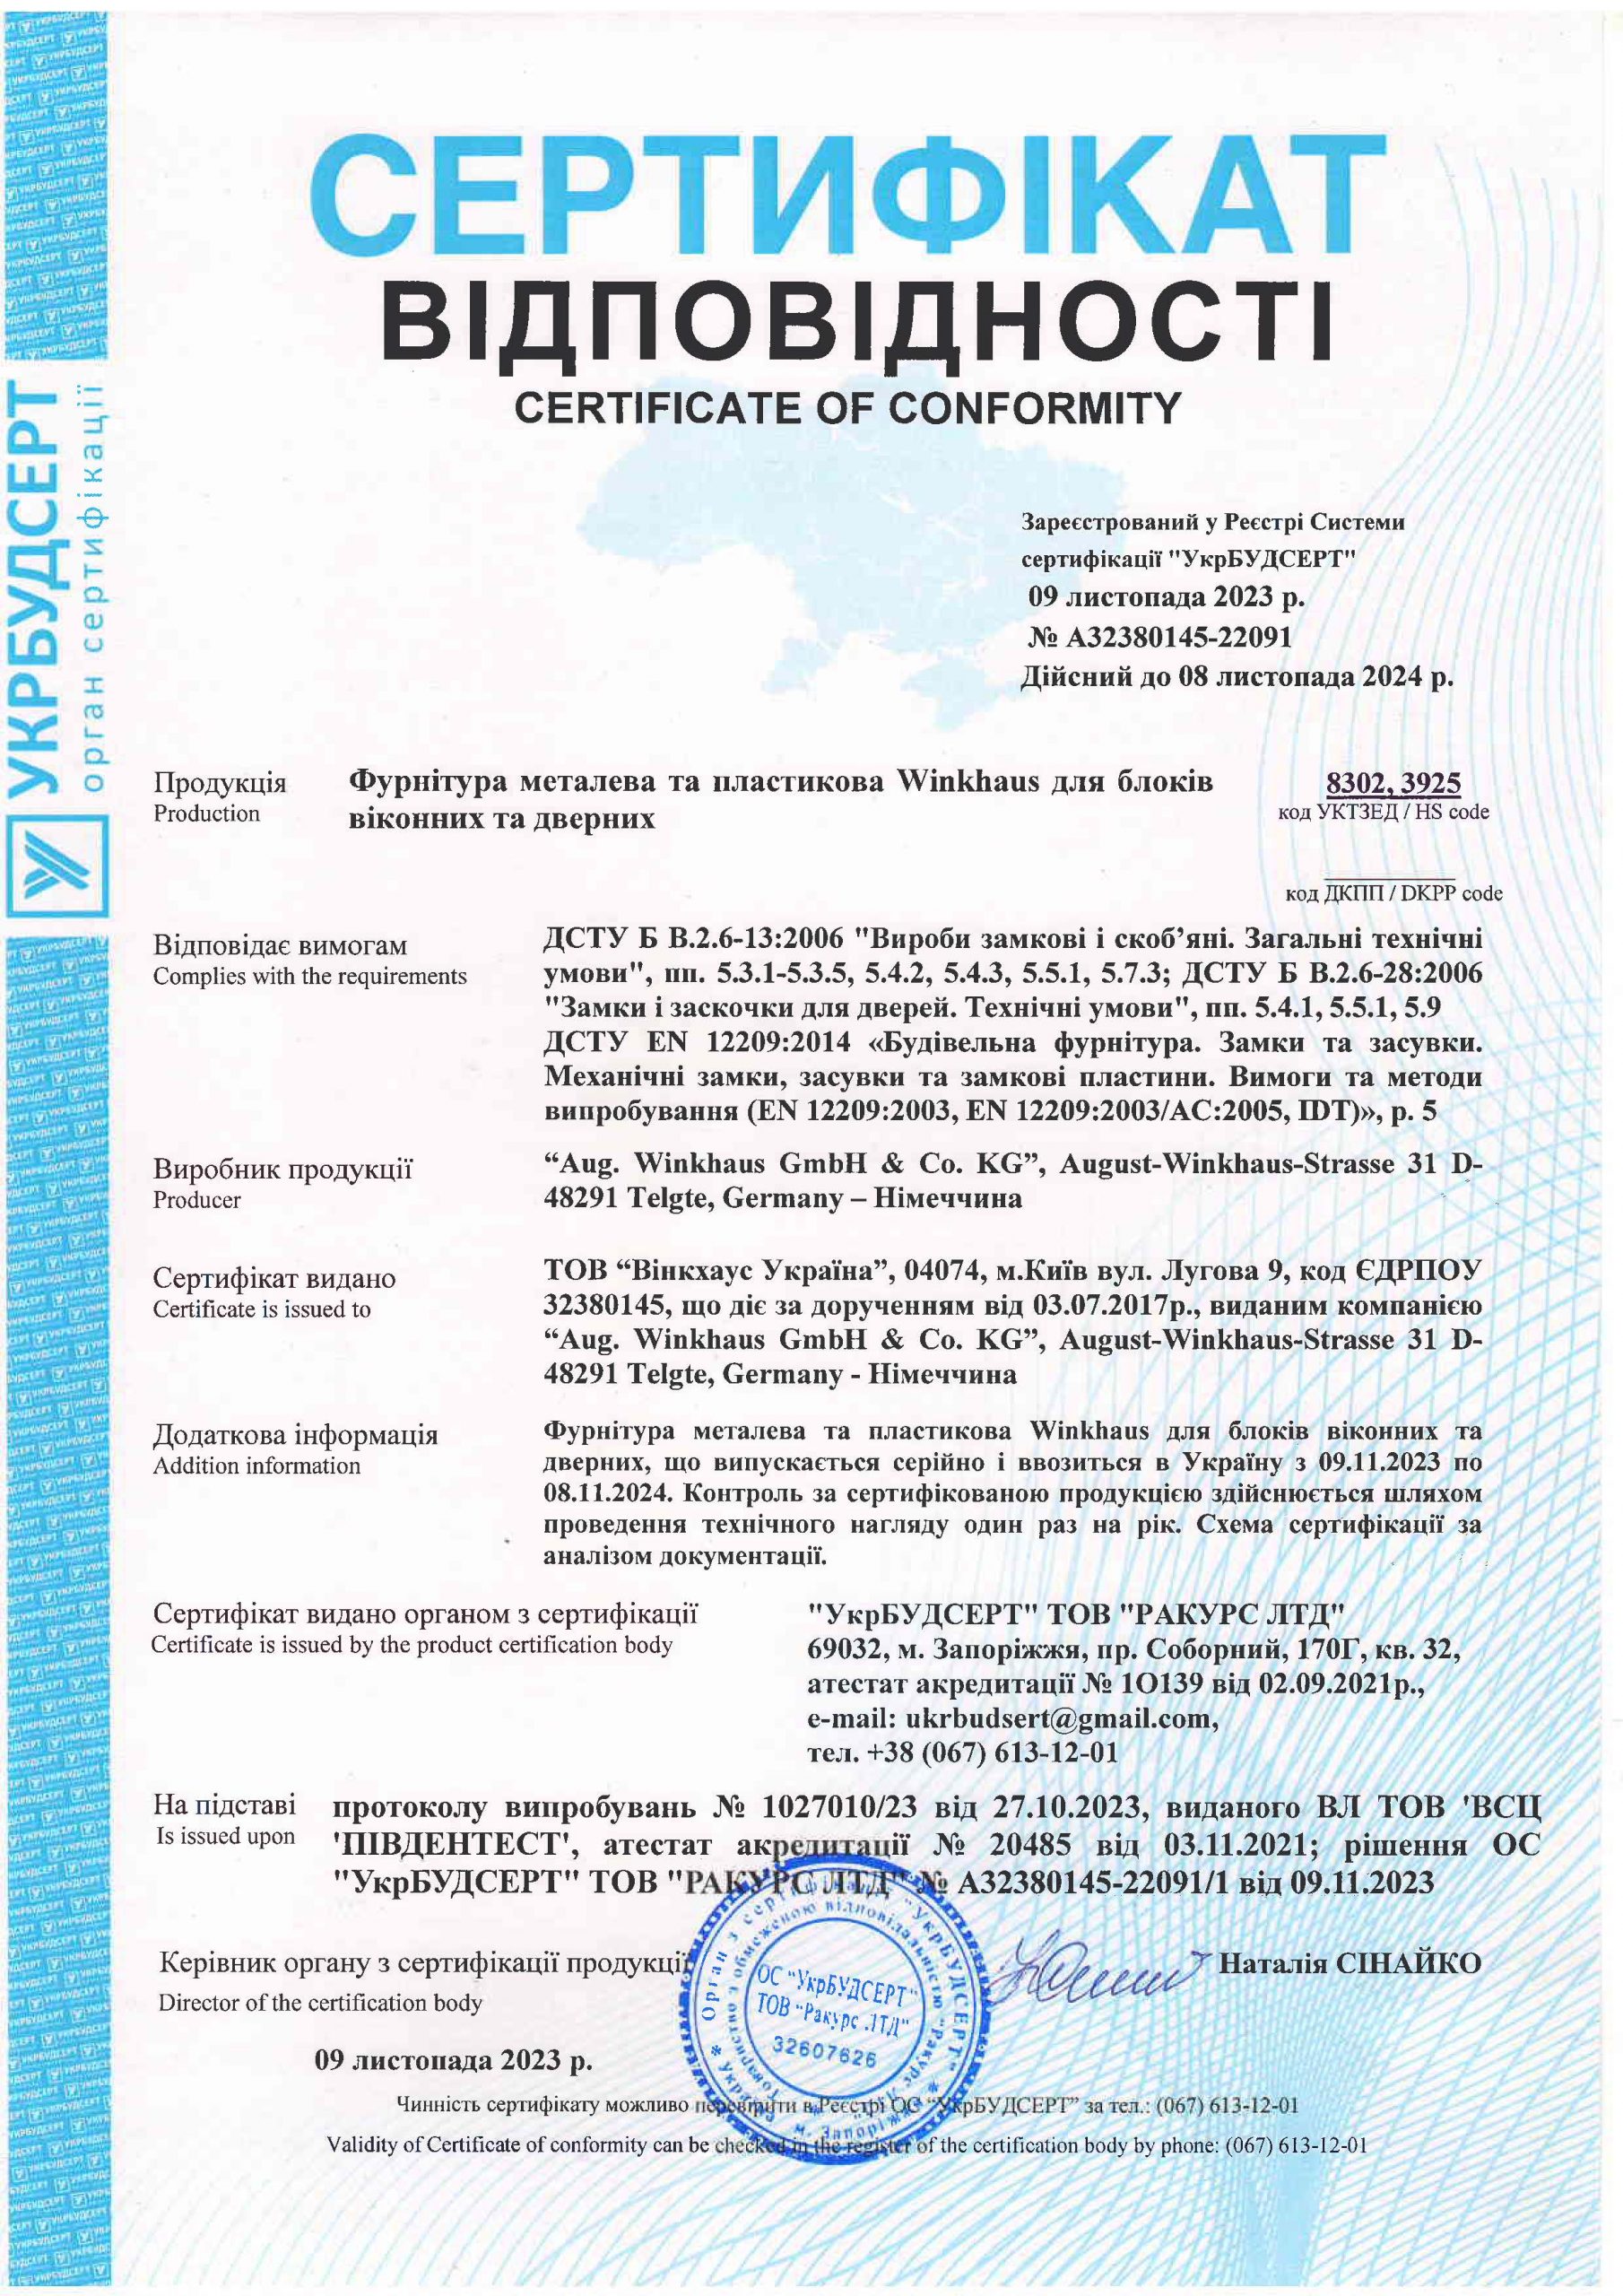 СЕРТИФІКАТ
ВІДПОВІДНОСТІ
CERTIFICATE OF CONFORMITY
УКРБУДСЕРТ
орган сертифікації
Зареєстрований у Реєстрі Системи
сертифікації "УкрБУДСЕРТ"
09 листопада 2023 р.
№ А32380145-22091
Дійсний до 08 листопада 2024 р.
Продукція
Production
Фурнітура металева та пластикова Winkhaus для блоків
віконних та дверних
8302, 3925
код УКТЗЕД / HS code
код ДКПП / DKPP code
Відповідає вимогам
Complies with the requirements
ДСТУ Б В.2.6-13:2006 "Вироби замкові і скоб’яні. Загальні технічні
умови", пп. 5.3.1-5.3.5, 5.4.2, 5.4.3, 5.5.1, 5.7.3; ДСТУ Б В.2.6-28:2006
"Замки і заскочки для дверей. Технічні умови", пп. 5.4.1, 5.5.1, 5.9
ДСТУ EN 12209:2014 «Будівельна фурнітура. Замки та засувки.
Механічні замки, засувки та замкові пластини. Вимоги та методи
випробування (EN 12209:2003, EN 12209:2003/AC:2005, IDT)», р. 5
Виробник продукції
Producer
“Aug. Winkhaus GmbH & Co. KG”, August-Winkhaus-Strasse 31 D-
48291 Telgte, Germany – Німеччина
Сертифікат видано
Certificate is issued to
ТОВ “Вінкхаус Україна”, 04074, м.Київ вул. Лугова 9, код ЄДРПОУ
32380145, що діє за дорученням від 03.07.2017р., виданим компанією
“Aug. Winkhaus GmbH & Co. KG”, August-Winkhaus-Strasse 31 D-
48291 Telgte, Germany - Німеччина
Додаткова інформація
Addition information
Фурнітура металева та пластикова Winkhaus для блоків віконних та
дверних, що випускається серійно і ввозиться в Україну з 09.11.2023 по
08.11.2024. Контроль за сертифікованою продукцією здійснюється шляхом
проведення технічного нагляду один раз на рік. Схема сертифікації за
аналізом документації.
Сертифікат видано органом з сертифікації
Certificate is issued by the product certification body
"УкрБУДСЕРТ" ТОВ "РАКУРС ЛТД"
69032, м. Запоріжжя, пр. Соборний, 170Г, кв. 32,
атестат акредитації № 1О139 від 02.09.2021р.,
e-mail: ukrbudsert@gmail.com,
тел. +38 (067) 613-12-01
На підставі
Is issued upon
протоколу випробувань № 1027010/23 від 27.10.2023, виданого ВЛ ТОВ 'ВСЦ
'ПІВДЕНТЕСТ', атестат акредитації № 20485 від 03.11.2021; рішення ОС
"УкрБУДСЕРТ" ТОВ "РАКУРС ЛТД" № А32380145-22091/1 від 09.11.2023
Керівник органу з сертифікації продукції
Director of the certification body
Наталія СІНАЙКО
Орган з сертифікації "УкрБУДСЕРТ" * Україна м. Запоріжжя *
Товариство з обмеженою відповідальністю "Ракурс ЛТД"
ОС "УкрБУДСЕРТ"
ТОВ "Ракурс ЛТД"
32607626
09 листопада 2023 р.
Чинність сертифікату можливо перевірити в Реєстрі ОС “УкрБУДСЕРТ” за тел.: (067) 613-12-01
Validity of Certificate of conformity can be checked in the register of the certification body by phone: (067) 613-12-01